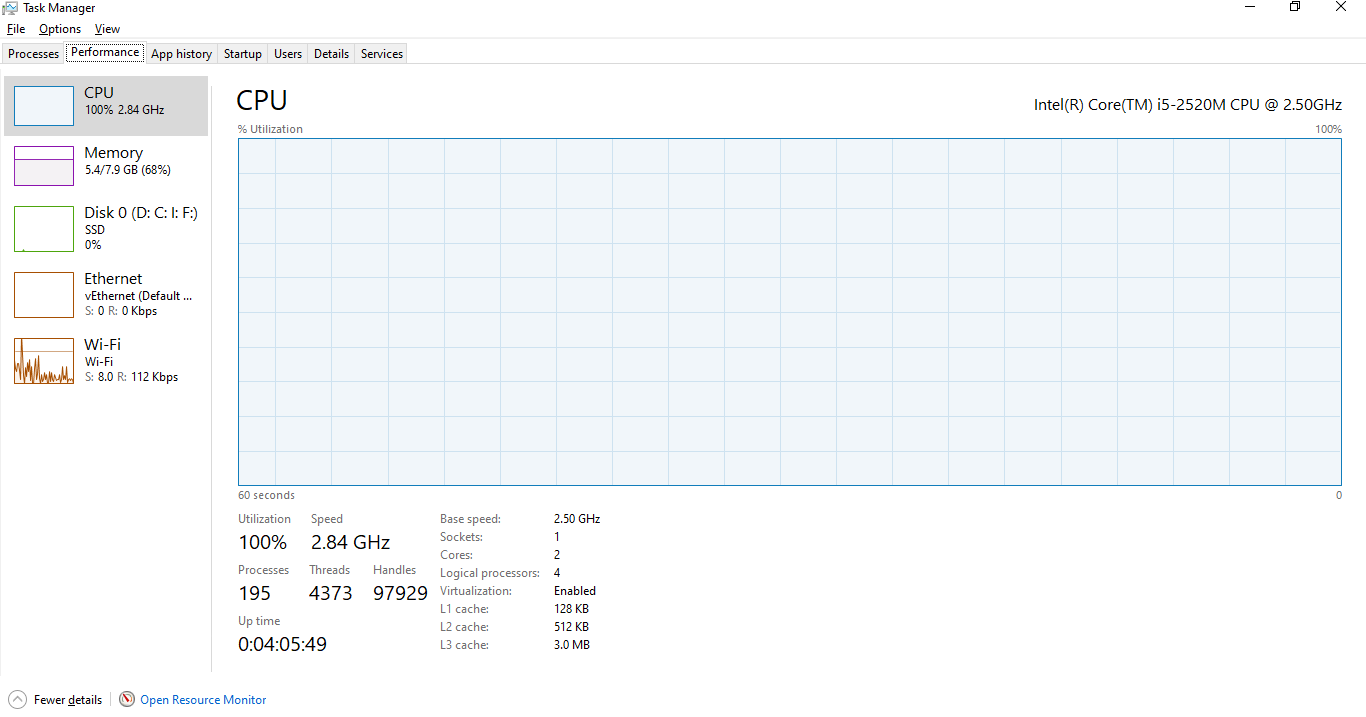 Task Manager
File Options View
Processes Performance App history Startup Users Details Services
CPU
100% 2.84 GHz
Memory
5.4/7.9 GB (68%)
Disk 0 (D: C: I: F:)
SSD
0%
Ethernet
vEthernet (Default ...
S: 0 R: 0 Kbps
Wi-Fi
Wi-Fi
S: 8.0 R: 112 Kbps
CPU Intel(R) Core(TM) i5-2520M CPU @ 2.50GHz
% Utilization 100%
60 seconds 0
Utilization Speed
100% 2.84 GHz
Processes Threads Handles
195 4373 97929
Up time
0:04:05:49
Base speed: 2.50 GHz
Sockets: 1
Cores: 2
Logical processors: 4
Virtualization: Enabled
L1 cache: 128 KB
L2 cache: 512 KB
L3 cache: 3.0 MB
Fewer details Open Resource Monitor